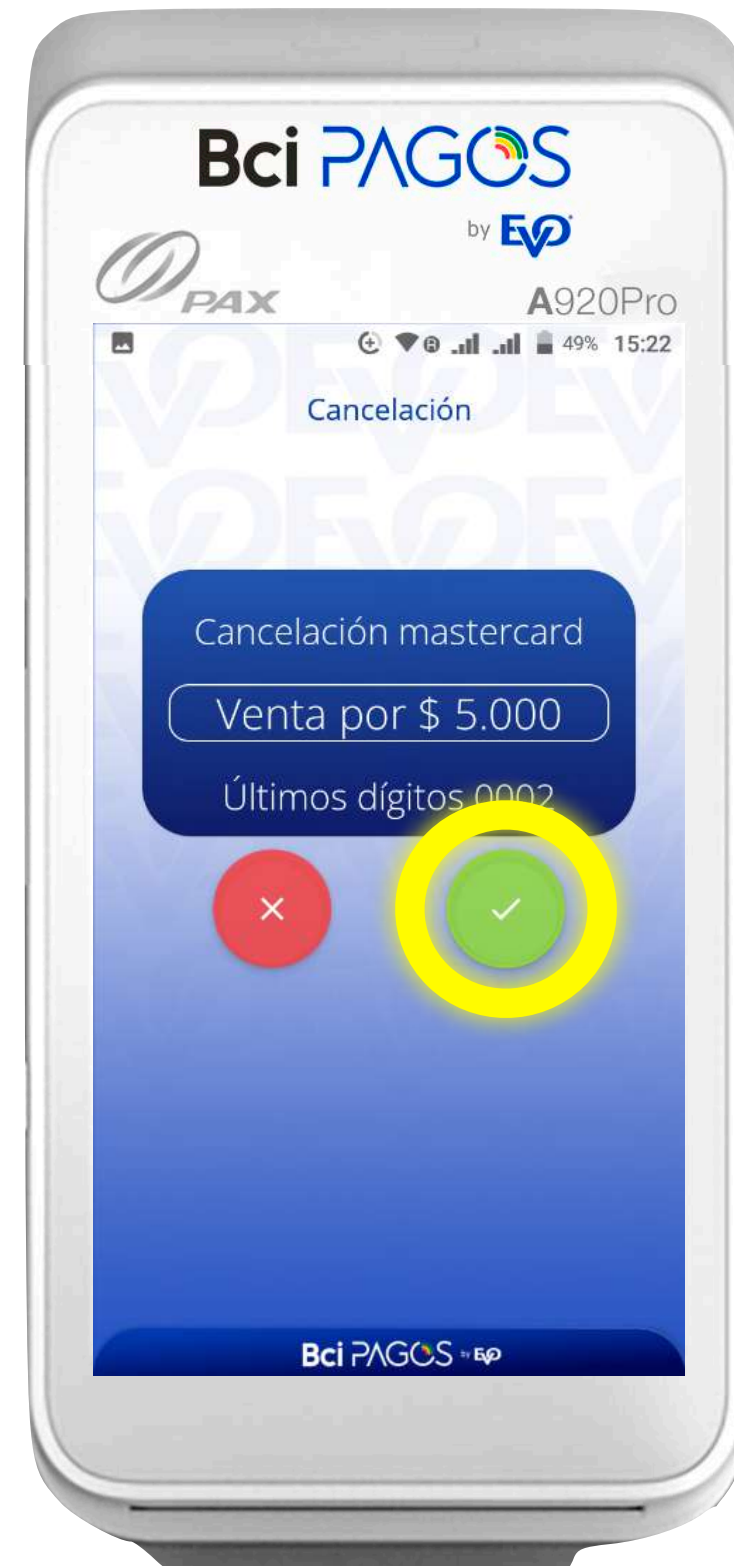 Bci PAGOS
by EVO
PAX
A920Pro
49% 15:22
Cancelación
Cancelación mastercard
Venta por $ 5.000
Últimos dígitos 0002
Bci PAGOS by EVO